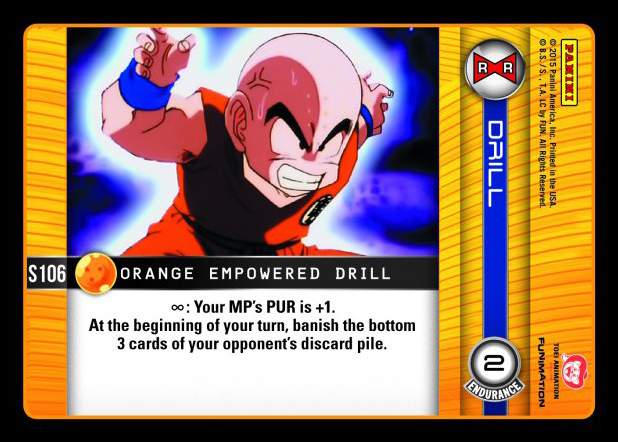 S106
ORANGE EMPOWERED DRILL
∞: Your MP's PUR is +1.
At the beginning of your turn, banish the bottom
3 cards of your opponent's discard pile.
R R
DRILL
2
ENDURANCE
PANINI
© 2015 Panini America, Inc. Printed in the USA.
© B.S./S., T.A. LC by FUN. All Rights Reserved.
TOEI ANIMATION
FUNIMATION